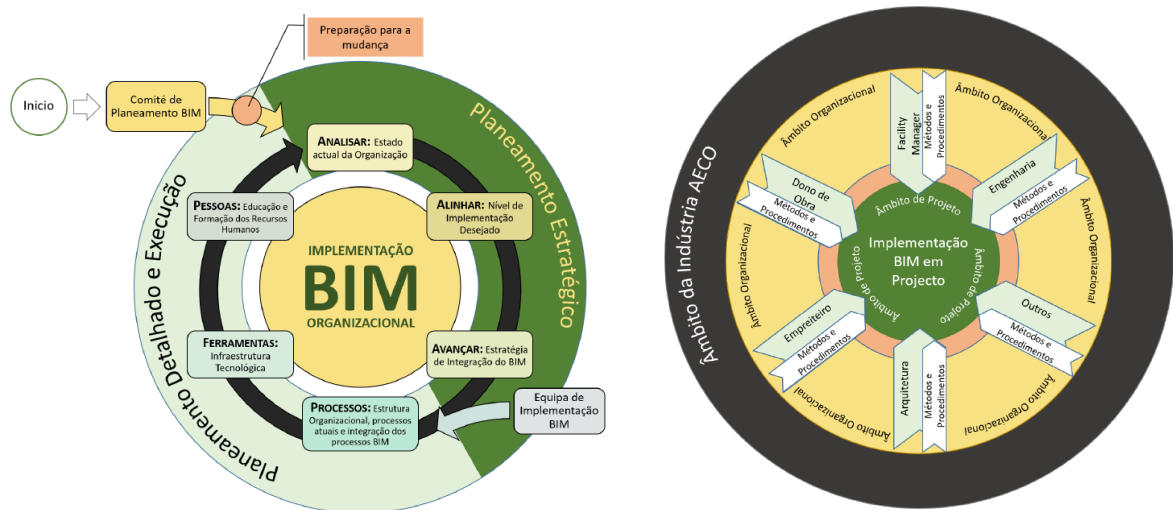 Preparação para a
mudança
Inicio
Comité de
Planeamento BIM
Planeamento Estratégico
ANALISAR: Estado
actual da Organização
PESSOAS: Educação e
Formação dos Recursos
Humanos
ALINHAR: Nível de
Implementação
Desejado
IMPLEMENTAÇÃO
BIM
ORGANIZACIONAL
FERRAMENTAS:
Infraestrutura
Tecnológica
AVANÇAR: Estratégia
de Integração do BIM
PROCESSOS: Estrutura
Organizacional, processos
atuais e integração dos
processos BIM
Equipa de
Implementação
BIM
Planeamento Detalhado e Execução
Âmbito da Indústria AECO
Âmbito Organizacional
Âmbito Organizacional
Âmbito Organizacional
Âmbito Organizacional
Âmbito Organizacional
Âmbito Organizacional
Facility
Manager
Métodos e
Procedimentos
Engenharia
Métodos e
Procedimentos
Dono de
Obra
Métodos e
Procedimentos
Âmbito de Projeto
Implementação
BIM em
Projecto
Âmbito de Projeto
Âmbito de Projeto
Outros
Métodos e
Procedimentos
Empreiteiro
Métodos e
Procedimentos
Arquitetura
Métodos e
Procedimentos